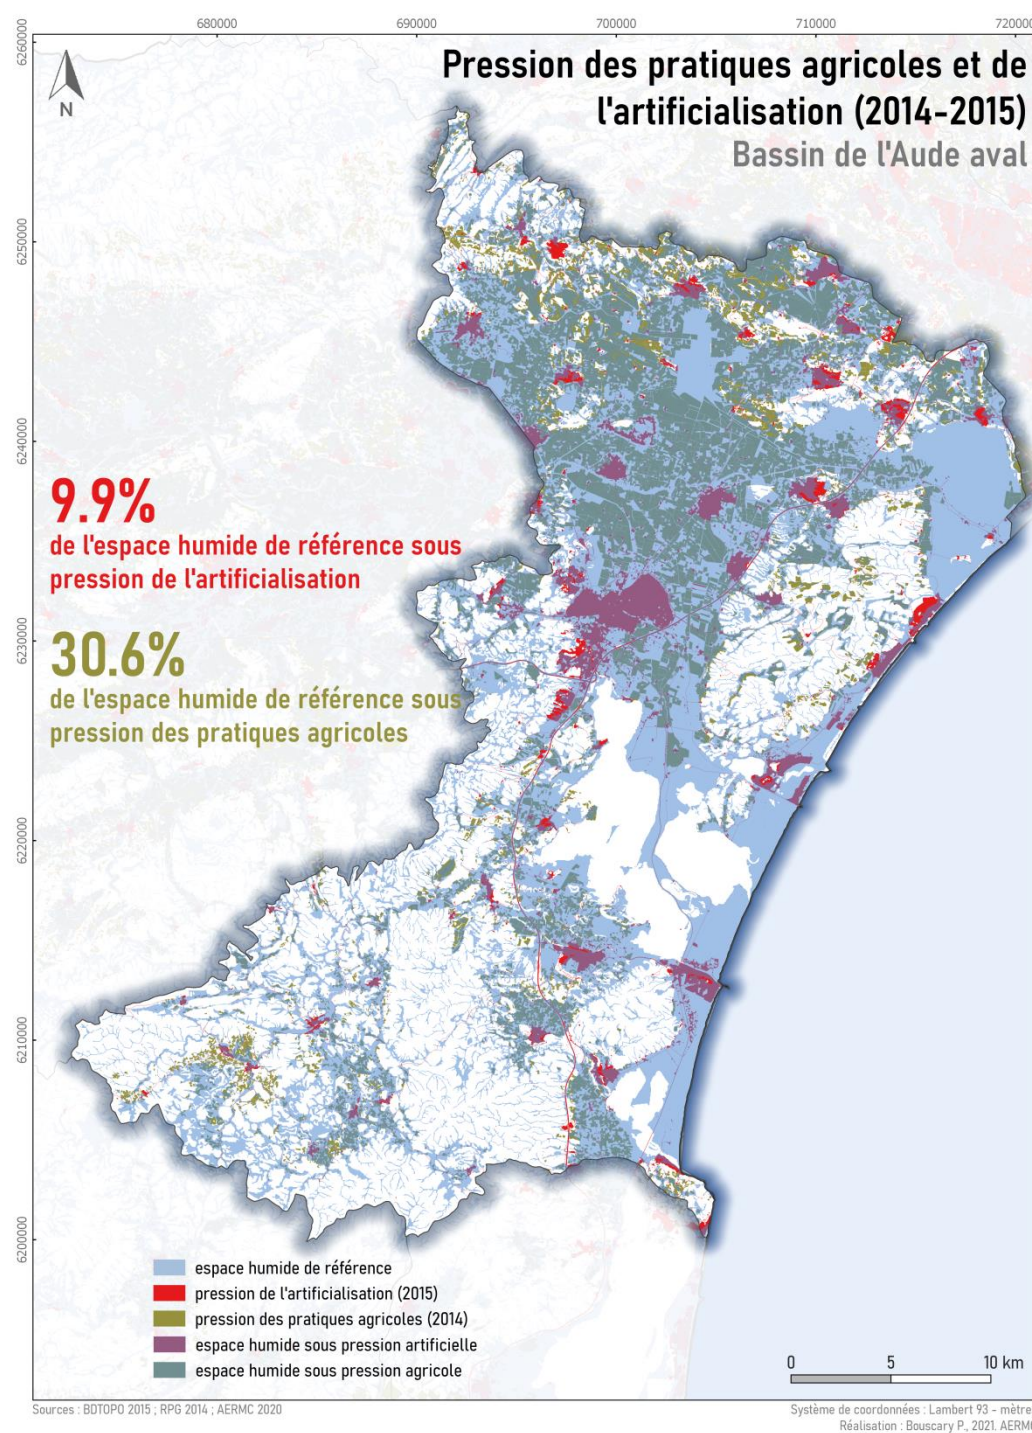 680000
690000
700000
710000
720000
6260000
N
Pression des pratiques agricoles et de
l'artificialisation (2014-2015)
Bassin de l'Aude aval
6250000
6240000
9.9%
de l'espace humide de référence sous
pression de l'artificialisation
6230000
30.6%
de l'espace humide de référence sous
pression des pratiques agricoles
6220000
6210000
6200000
espace humide de référence
pression de l'artificialisation (2015)
pression des pratiques agricoles (2014)
espace humide sous pression artificielle
espace humide sous pression agricole
0 5 10 km
Sources : BDTOPO 2015 ; RPG 2014 ; AERMC 2020
Système de coordonnées : Lambert 93 - mètre
Réalisation : Bouscary P., 2021. AERM